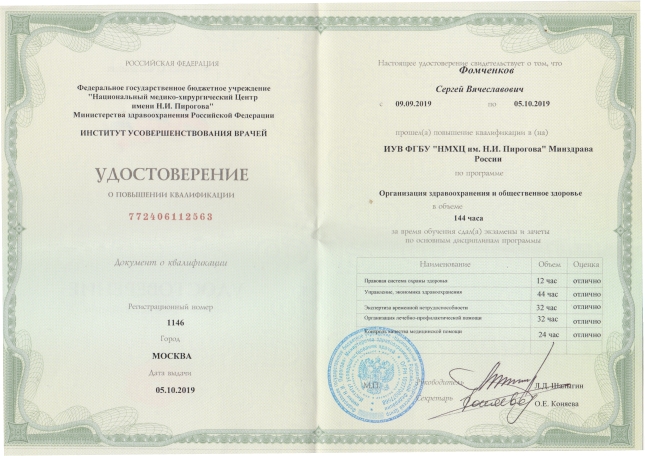 РОССИЙСКАЯ ФЕДЕРАЦИЯ
Федеральное государственное бюджетное учреждение
"Национальный медико-хирургический Центр
имени Н.И. Пирогова"
Министерства здравоохранения Российской Федерации
ИНСТИТУТ УСОВЕРШЕНСТВОВАНИЯ ВРАЧЕЙ
УДОСТОВЕРЕНИЕ
О ПОВЫШЕНИИ КВАЛИФИКАЦИИ
772406112563
Документ о квалификации
Регистрационный номер
1146
Город
МОСКВА
Дата выдачи
05.10.2019
Настоящее удостоверение свидетельствует о том, что
Фомченков
Сергей Вячеславович
с 09.09.2019 по 05.10.2019
прошел(а) повышение квалификации в (на)
ИУВ ФГБУ "НМХЦ им. Н.И. Пирогова" Минздрава
России
по программе
Организация здравоохранения и общественное здоровье
в объеме
144 часа
за время обучения сдал(а) экзамены и зачеты
по основным дисциплинам программы
Наименование Объем Оценка
Правовая система охраны здоровья 12 час отлично
Управление, экономика здравоохранения 44 час отлично
Экспертиза временной нетрудоспособности 32 час отлично
Организация лечебно-профилактической помощи 32 час отлично
Контроль качества медицинской помощи 24 час отлично
М.П.
Руководитель Л.Д. Шалыгин
Секретарь О.Е. Коняева